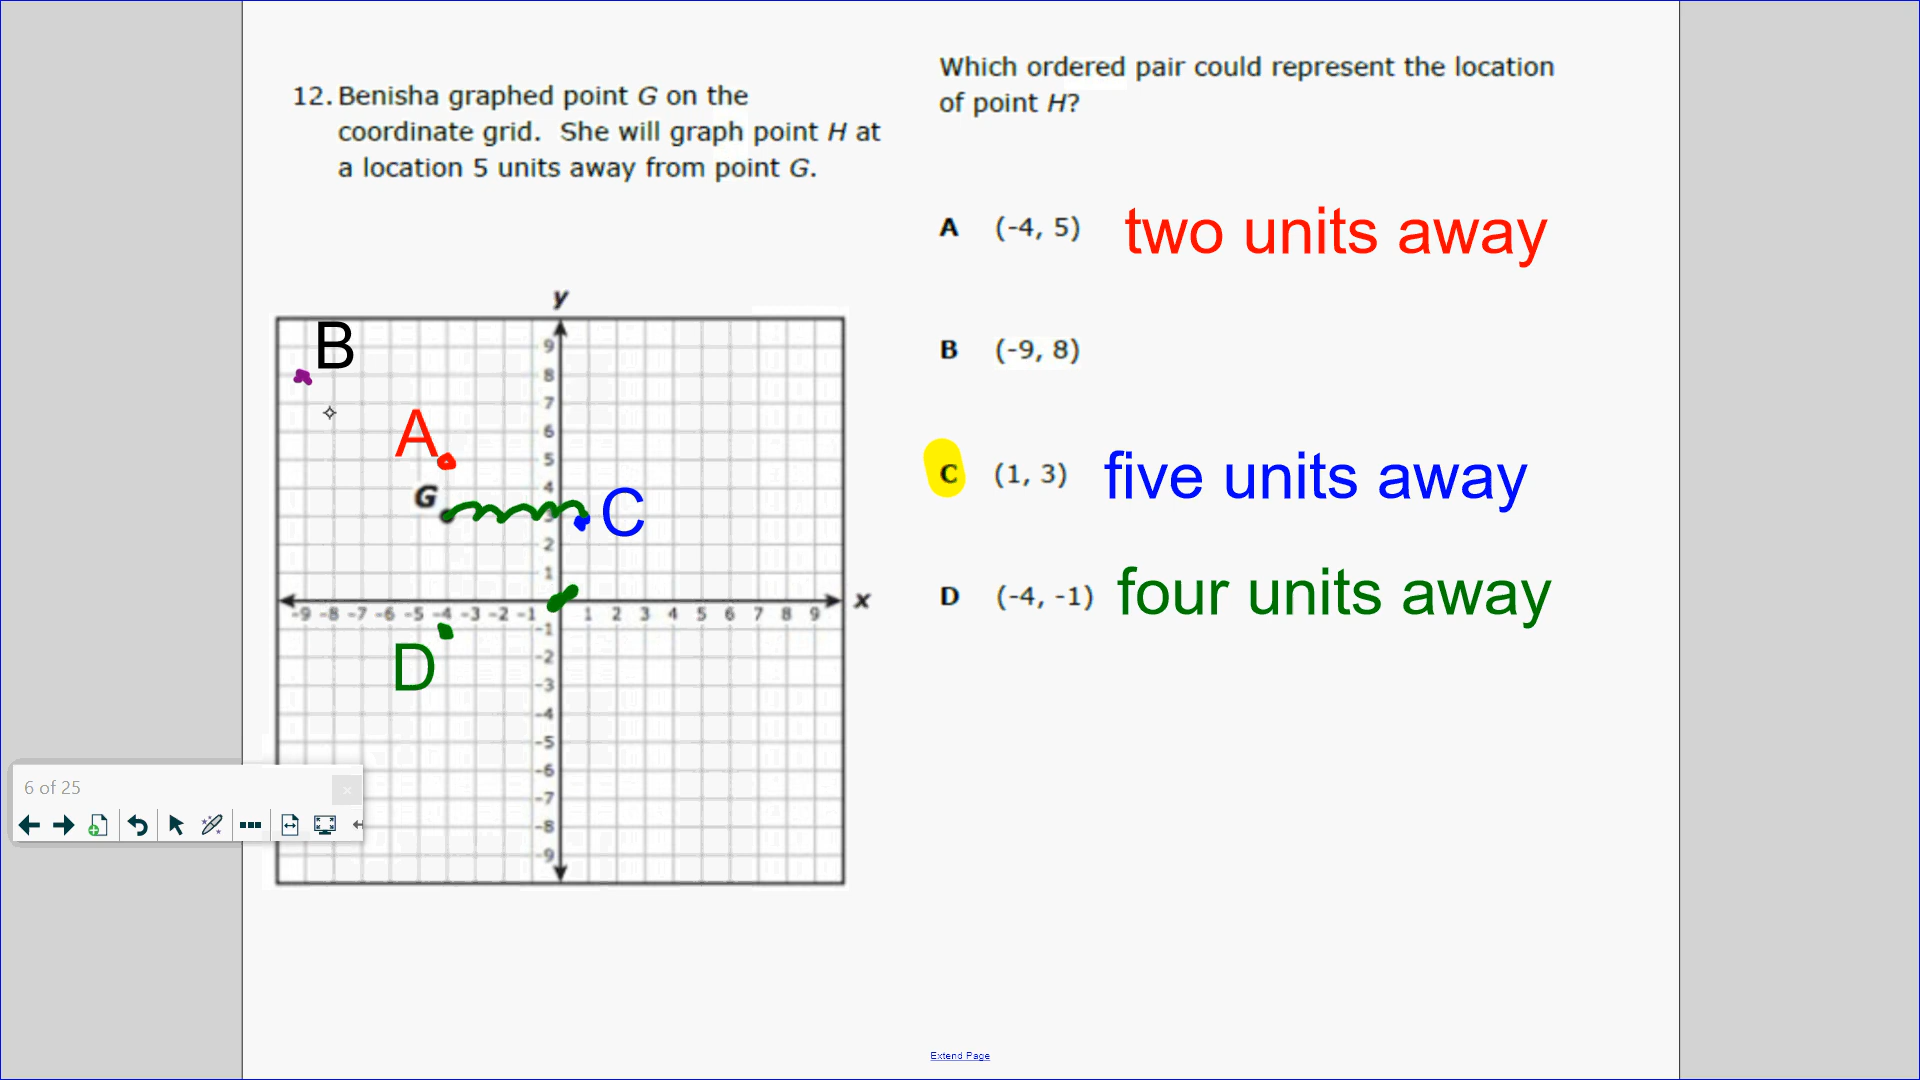 12. Benisha graphed point G on the
coordinate grid. She will graph point H at
a location 5 units away from point G.
Which ordered pair could represent the location
of point H?
A (-4, 5) two units away
B (-9, 8)
C (1, 3) five units away
D (-4, -1) four units away
y
B
9
8
7
A
6
5
G
4
C
3
2
1
-9 -8 -7 -6 -5 -4 -3 -2 -1 1 2 3 4 5 6 7 8 9 x
-1
D
-2
-3
-4
-5
-6
-7
-8
-9
6 of 25
Extend Page